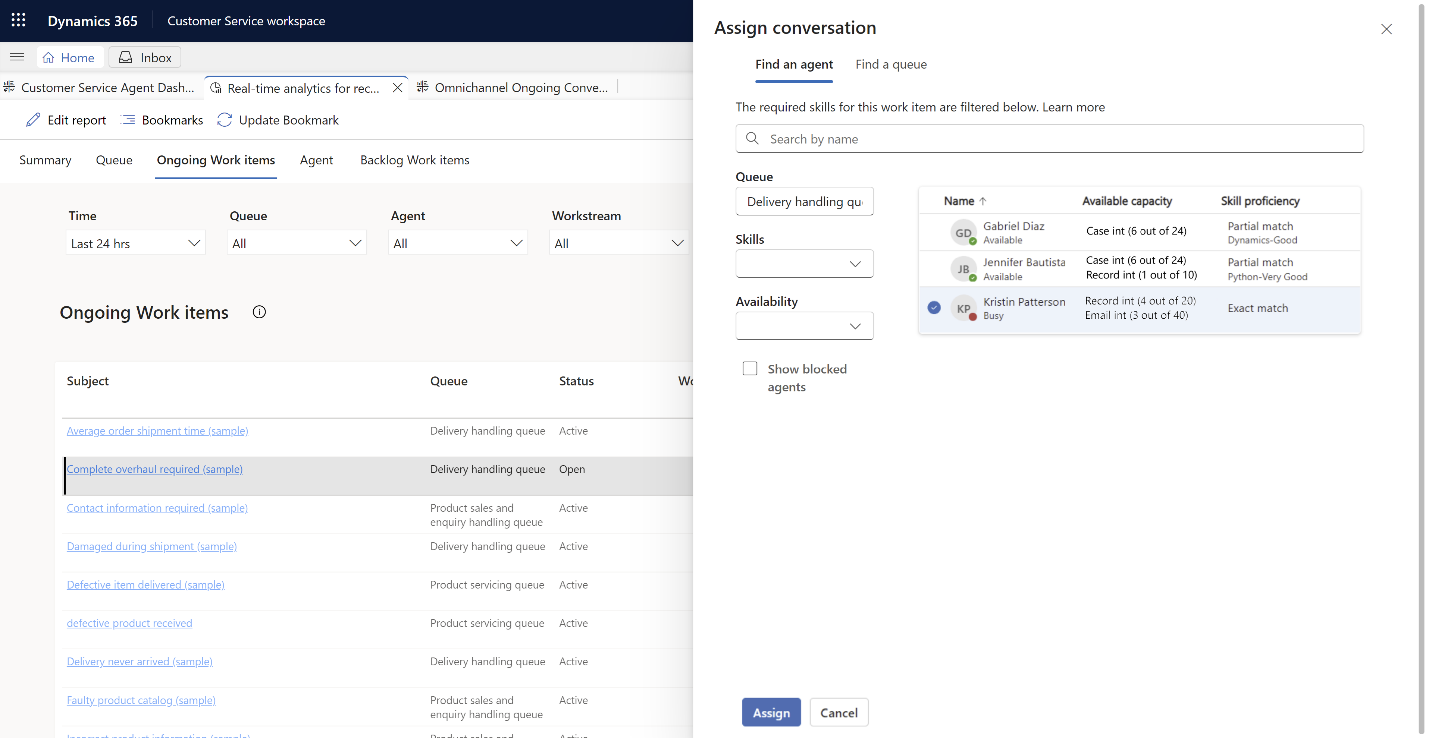 Dynamics 365
Customer Service workspace
Home
Inbox
Customer Service Agent Dash...
Real-time analytics for rec...
Omnichannel Ongoing Conve...
Edit report
Bookmarks
Update Bookmark
Summary
Queue
Ongoing Work items
Agent
Backlog Work items
Time
Queue
Agent
Workstream
Last 24 hrs
All
All
All
Ongoing Work items
Subject
Queue
Status
Average order shipment time (sample)
Delivery handling queue
Active
Complete overhaul required (sample)
Delivery handling queue
Open
Contact information required (sample)
Product sales and
enquiry handling queue
Active
Damaged during shipment (sample)
Delivery handling queue
Active
Defective item delivered (sample)
Product servicing queue
Active
defective product received
Product servicing queue
Active
Delivery never arrived (sample)
Delivery handling queue
Active
Faulty product catalog (sample)
Product sales and
enquiry handling queue
Active
Assign conversation
Find an agent
Find a queue
The required skills for this work item are filtered below. Learn more
Search by name
Queue
Delivery handling qu
Skills
Availability
Show blocked
agents
Name
Available capacity
Skill proficiency
GD
Gabriel Diaz
Available
Case int (6 out of 24)
Partial match
Dynamics-Good
JB
Jennifer Bautista
Available
Case int (6 out of 24)
Record int (1 out of 10)
Partial match
Python-Very Good
KP
Kristin Patterson
Busy
Record int (4 out of 20)
Email int (3 out of 40)
Exact match
Assign
Cancel